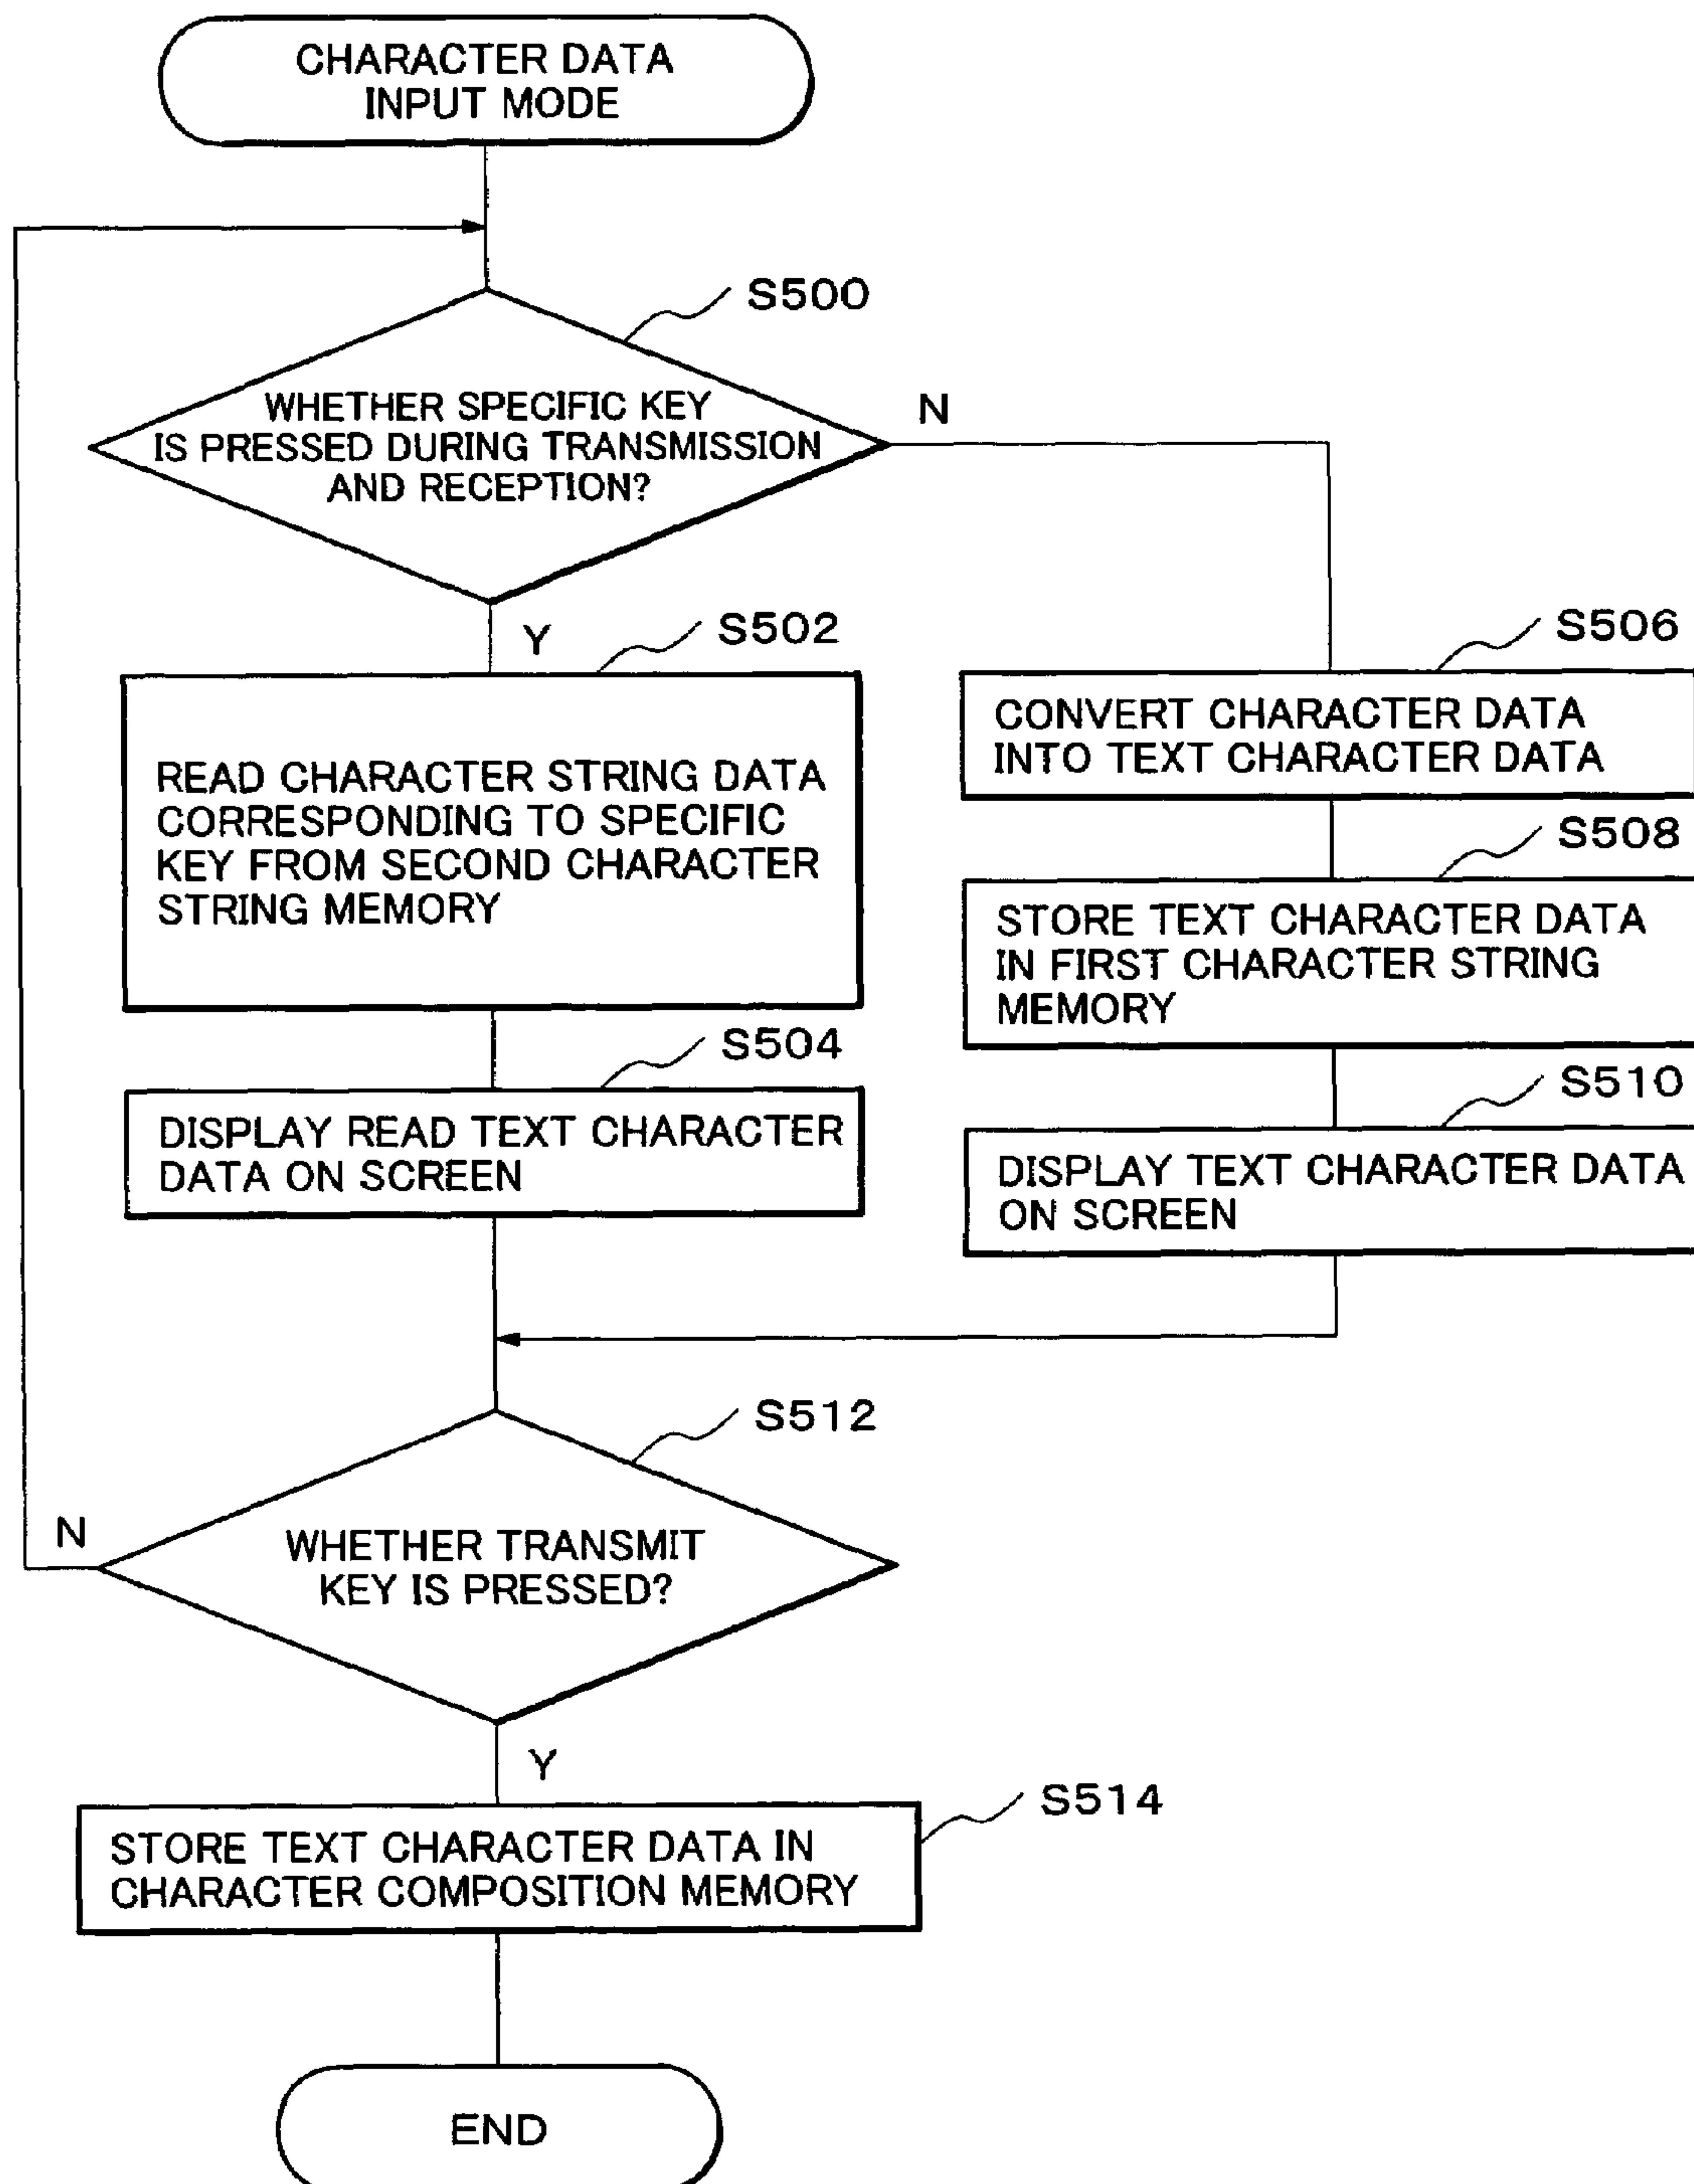 CHARACTER DATA
INPUT MODE
S500
WHETHER SPECIFIC KEY
IS PRESSED DURING TRANSMISSION
AND RECEPTION?
N
Y
S502
READ CHARACTER STRING DATA
CORRESPONDING TO SPECIFIC
KEY FROM SECOND CHARACTER
STRING MEMORY
S504
DISPLAY READ TEXT CHARACTER
DATA ON SCREEN
S506
CONVERT CHARACTER DATA
INTO TEXT CHARACTER DATA
S508
STORE TEXT CHARACTER DATA
IN FIRST CHARACTER STRING
MEMORY
S510
DISPLAY TEXT CHARACTER DATA
ON SCREEN
S512
WHETHER TRANSMIT
KEY IS PRESSED?
N
Y
S514
STORE TEXT CHARACTER DATA IN
CHARACTER COMPOSITION MEMORY
END